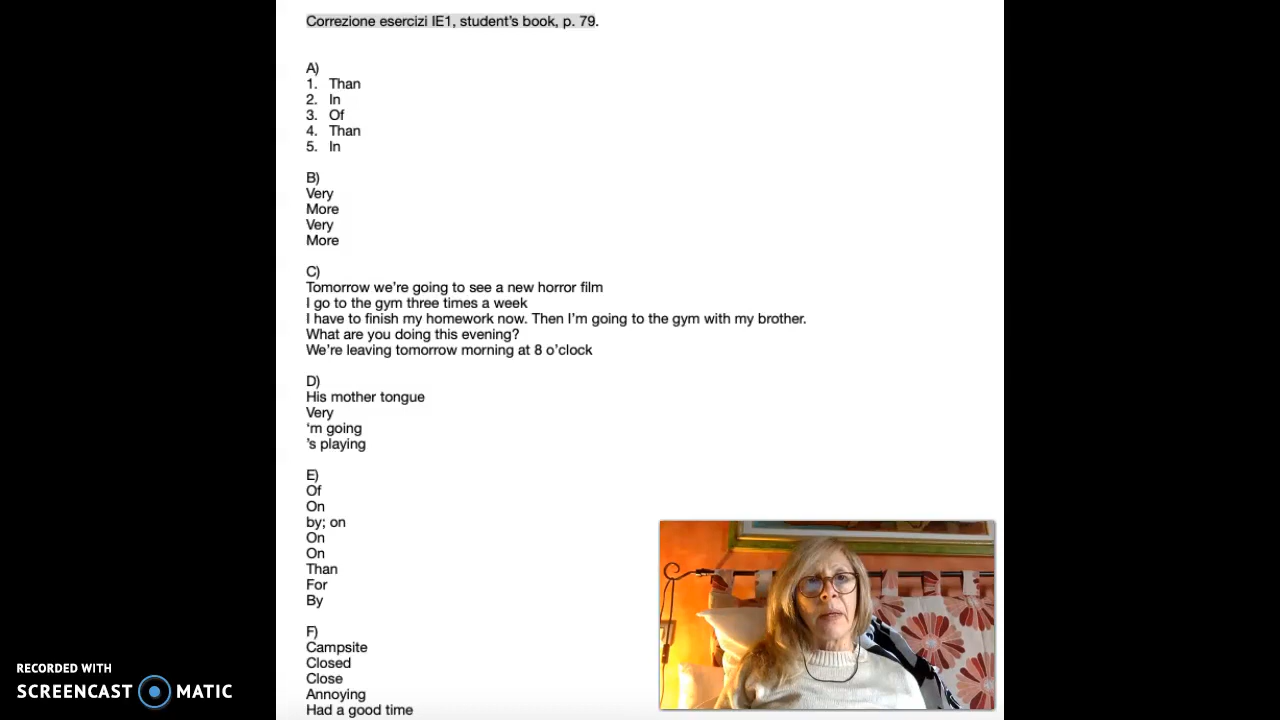 Correzione esercizi IE1, student's book, p. 79.
A)
1. Than
2. In
3. Of
4. Than
5. In
B)
Very
More
Very
More
C)
Tomorrow we're going to see a new horror film
I go to the gym three times a week
I have to finish my homework now. Then I'm going to the gym with my brother.
What are you doing this evening?
We're leaving tomorrow morning at 8 o'clock
D)
His mother tongue
Very
‘m going
’s playing
E)
Of
On
by; on
On
On
Than
For
By
F)
Campsite
Closed
Close
Annoying
Had a good time
RECORDED WITH
SCREENCAST MATIC